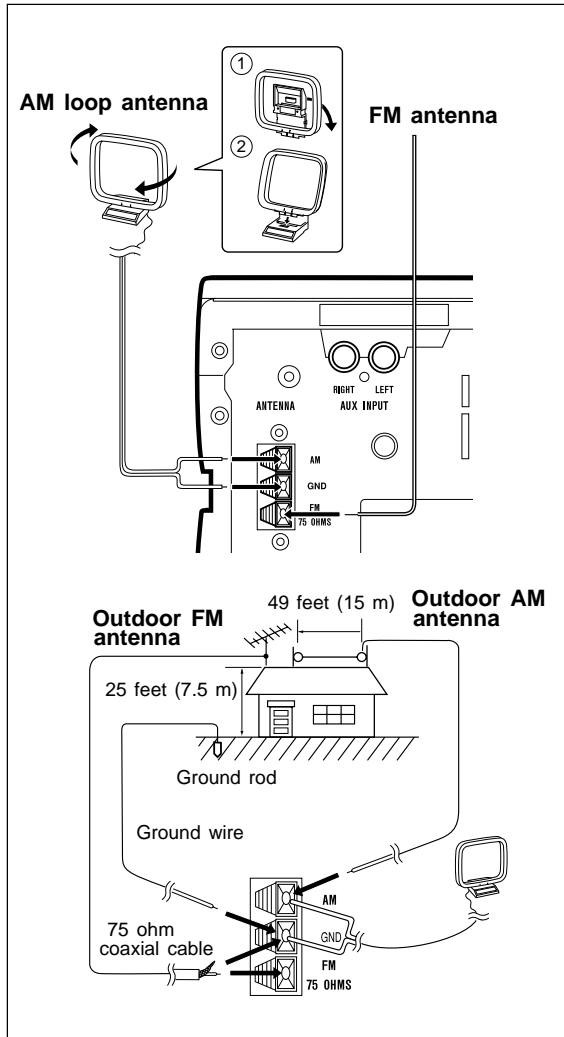 ①
AM loop antenna
FM antenna
②
RIGHT LEFT
ANTENNA AUX INPUT
AM
GND
FM
75 OHMS
Outdoor FM
antenna
49 feet (15 m)
Outdoor AM
antenna
25 feet (7.5 m)
Ground rod
Ground wire
AM
75 ohm
coaxial cable
GND
FM
75 OHMS